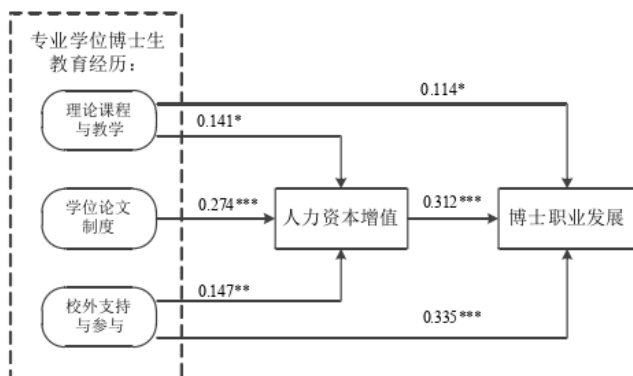 专业学位博士生
教育经历：
理论课程
与教学
0.114*
0.141*
学位论文
制度
0.274***
人力资本增值
0.312***
博士职业发展
校外支持
与参与
0.147**
0.335***